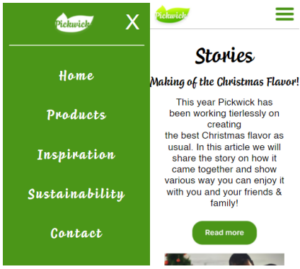 Pickwick
X
Home
Products
Inspiration
Sustainability
Contact
Pickwick
Stories
Making of the Christmas Flavor!
This year Pickwick has
been working tierlessly on
creating
the best Christmas flavor as
usual. In this article we will
share the story on how it
came together and show
various way you can enjoy it
with you and your friends &
family!
Read more